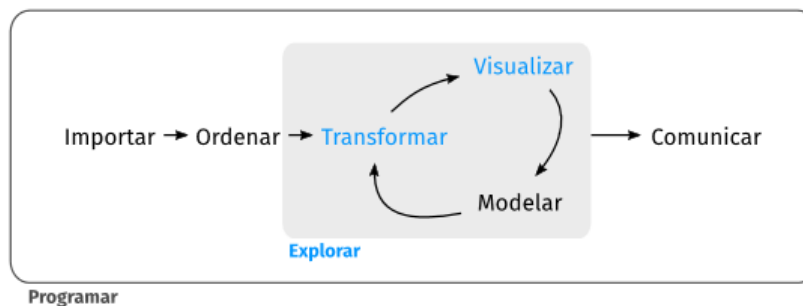 Visualizar
Importar Ordenar Transformar Comunicar
Modelar
Explorar
Programar